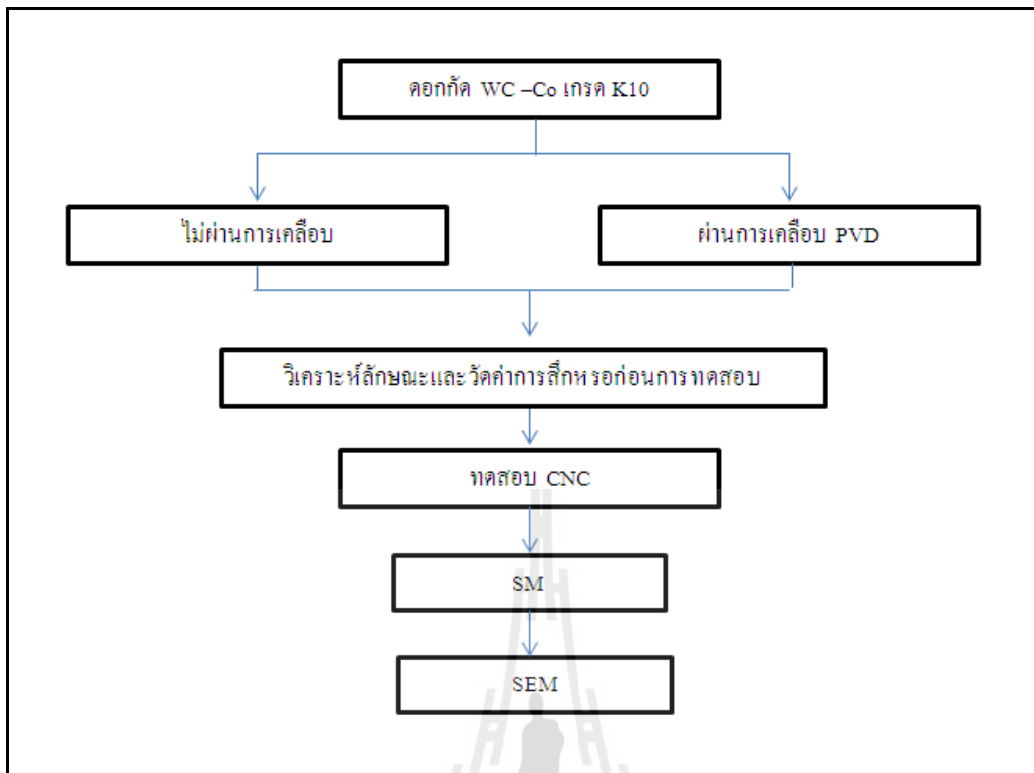 ดอกกัด WC –Co เกรด K10
ไม่ผ่านการเคลือบ
ผ่านการเคลือบ PVD
วิเคราะห์ลักษณะและวัดค่าการสึกหรอก่อนการทดสอบ
ทดสอบ CNC
SM
SEM